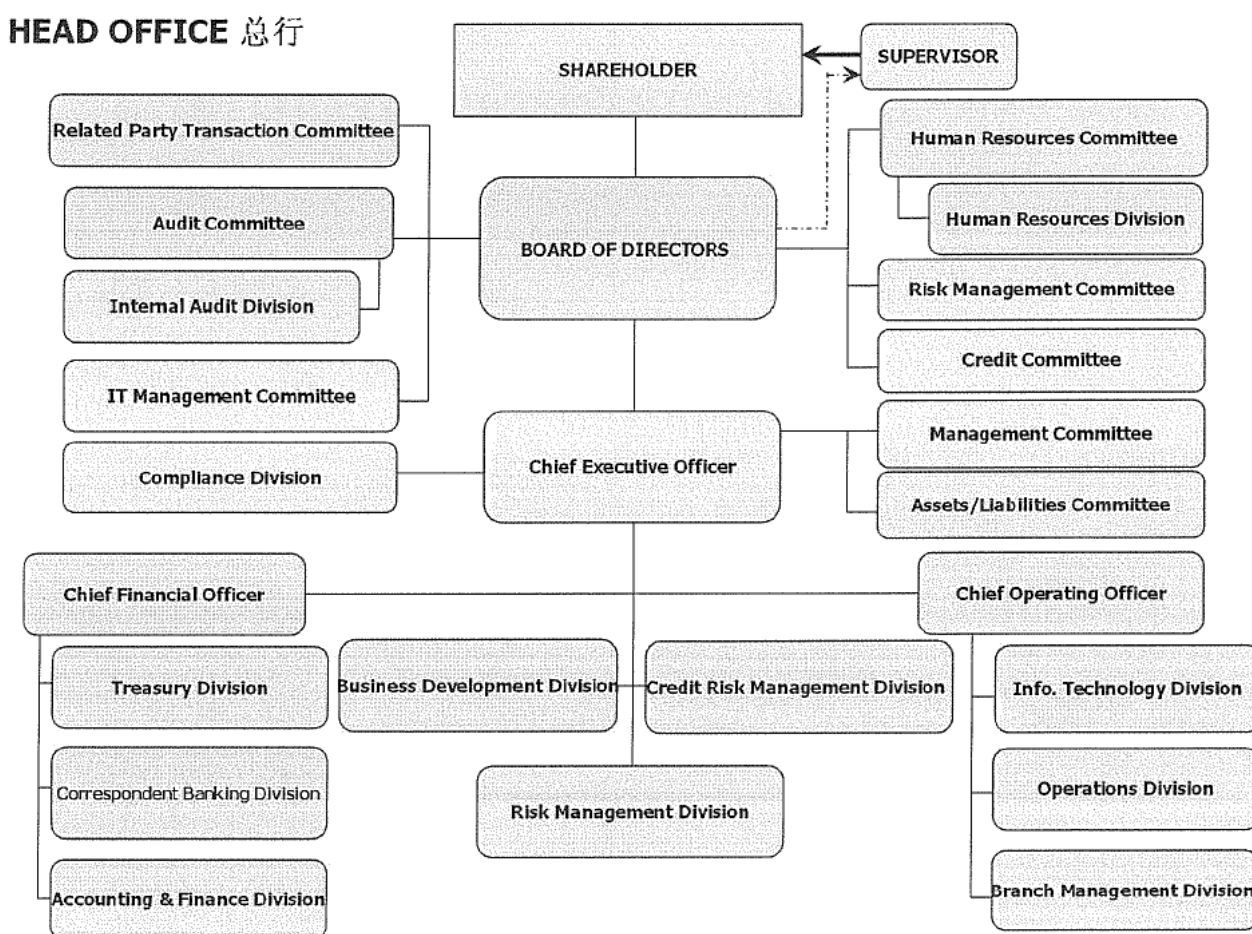 HEAD OFFICE 总行
SHAREHOLDER
SUPERVISOR
Related Party Transaction Committee
Human Resources Committee
Audit Committee
Human Resources Division
BOARD OF DIRECTORS
Internal Audit Division
Risk Management Committee
Credit Committee
IT Management Committee
Management Committee
Chief Executive Officer
Compliance Division
Assets/Liabilities Committee
Chief Financial Officer
Chief Operating Officer
Treasury Division
Business Development Division
Credit Risk Management Division
Info. Technology Division
Correspondent Banking Division
Operations Division
Risk Management Division
Accounting & Finance Division
Branch Management Division